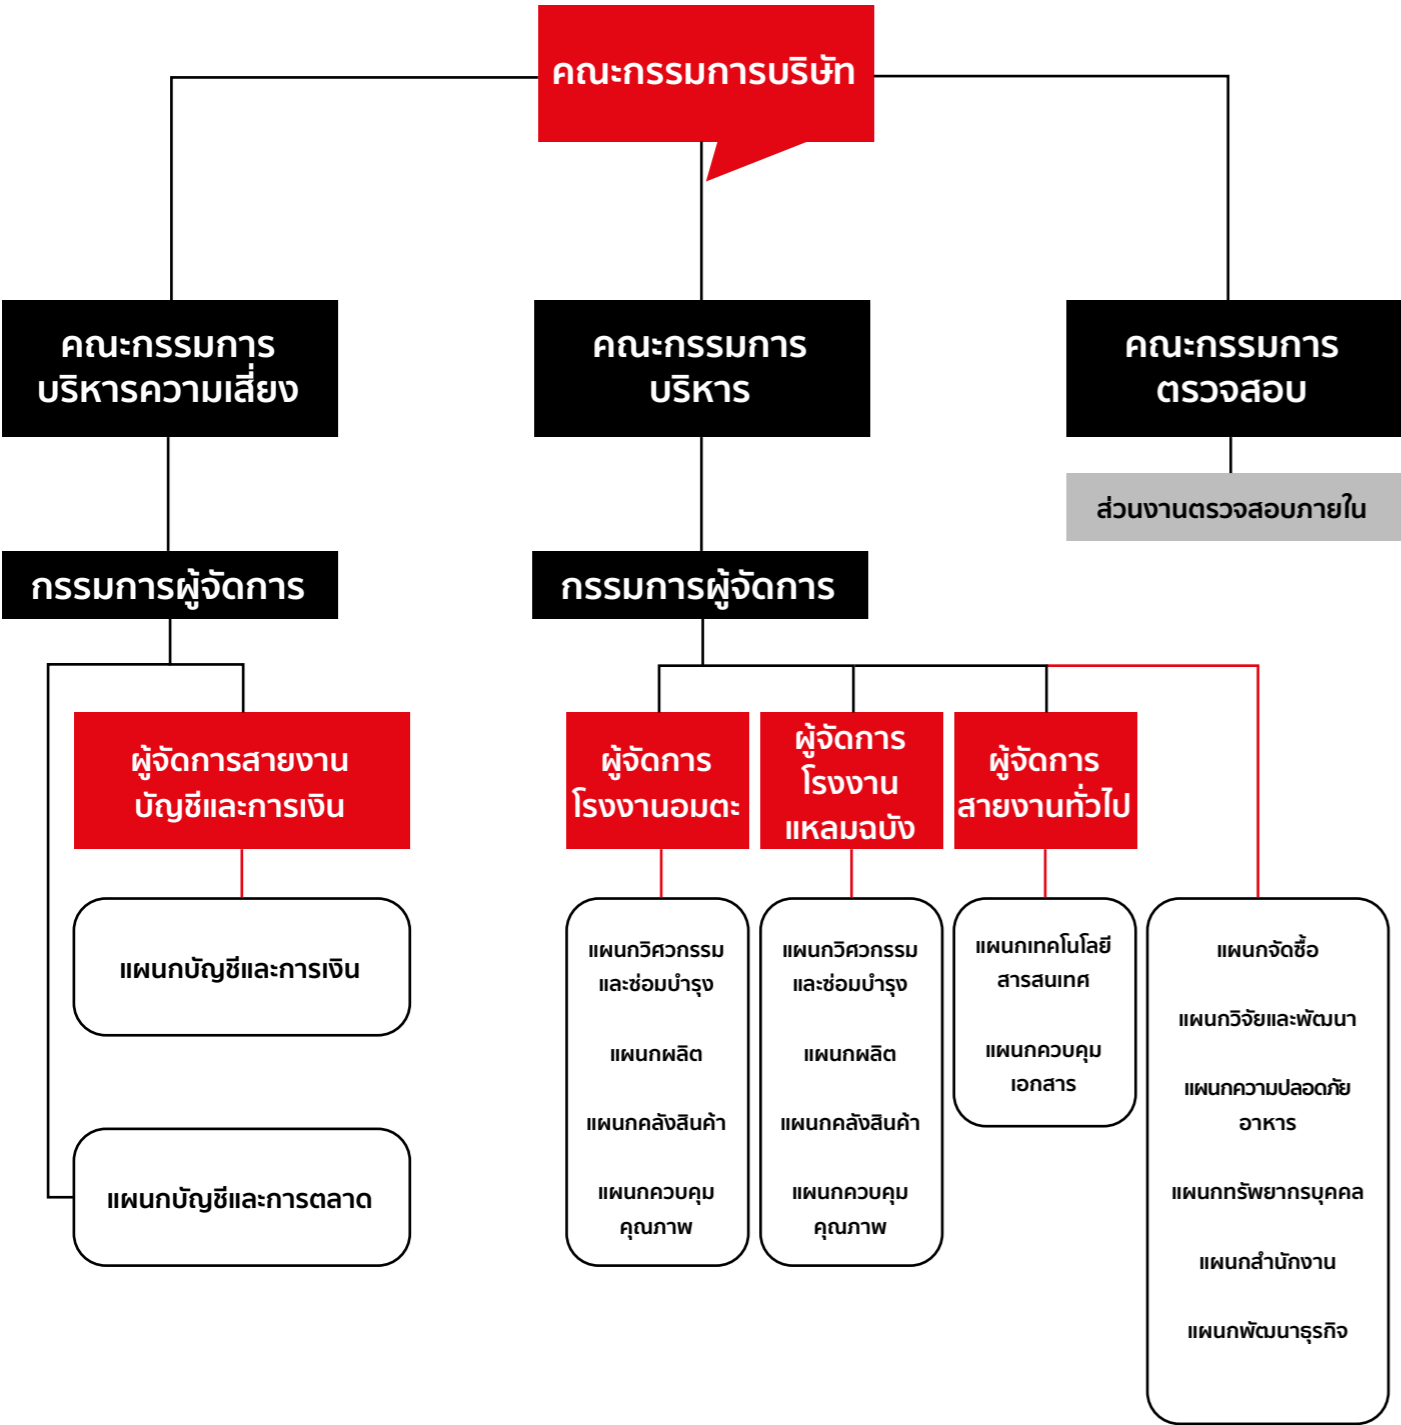 คณะกรรมการบริษัท
คณะกรรมการ
บริหารความเสี่ยง
คณะกรรมการ
บริหาร
คณะกรรมการ
ตรวจสอบ
ส่วนงานตรวจสอบภายใน
กรรมการผู้จัดการ
กรรมการผู้จัดการ
ผู้จัดการสายงาน
บัญชีและการเงิน
ผู้จัดการ
โรงงานอมตะ
ผู้จัดการ
โรงงาน
แหลมฉบัง
ผู้จัดการ
สายงานทั่วไป
แผนกบัญชีและการเงิน
แผนกบัญชีและการตลาด
แผนกวิศวกรรม
และซ่อมบำรุง
แผนกผลิต
แผนกคลังสินค้า
แผนกควบคุม
คุณภาพ
แผนกวิศวกรรม
และซ่อมบำรุง
แผนกผลิต
แผนกคลังสินค้า
แผนกควบคุม
คุณภาพ
แผนกเทคโนโลยี
สารสนเทศ
แผนกควบคุม
เอกสาร
แผนกจัดซื้อ
แผนกวิจัยและพัฒนา
แผนกความปลอดภัย
อาหาร
แผนกทรัพยากรบุคคล
แผนกสำนักงาน
แผนกพัฒนาธุรกิจ